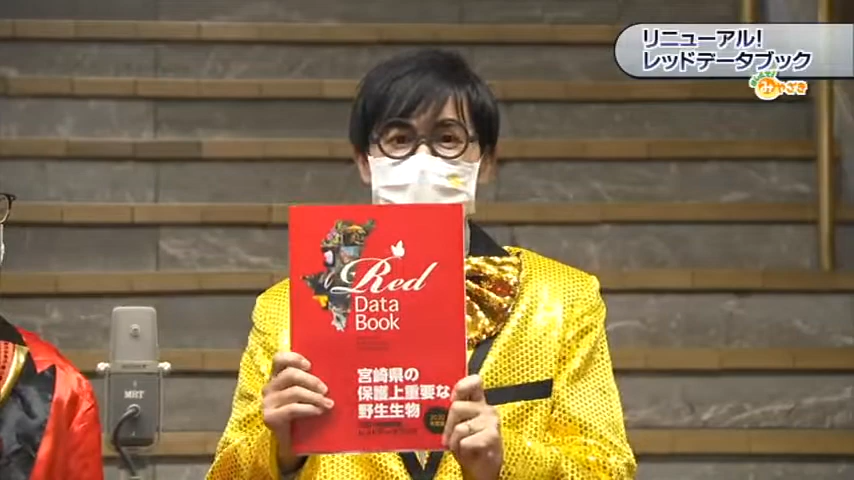 リニューアル!
レッドデータブック
みやざき
Red
Data
Book
宮崎県の
保護上重要な
野生生物
MRT